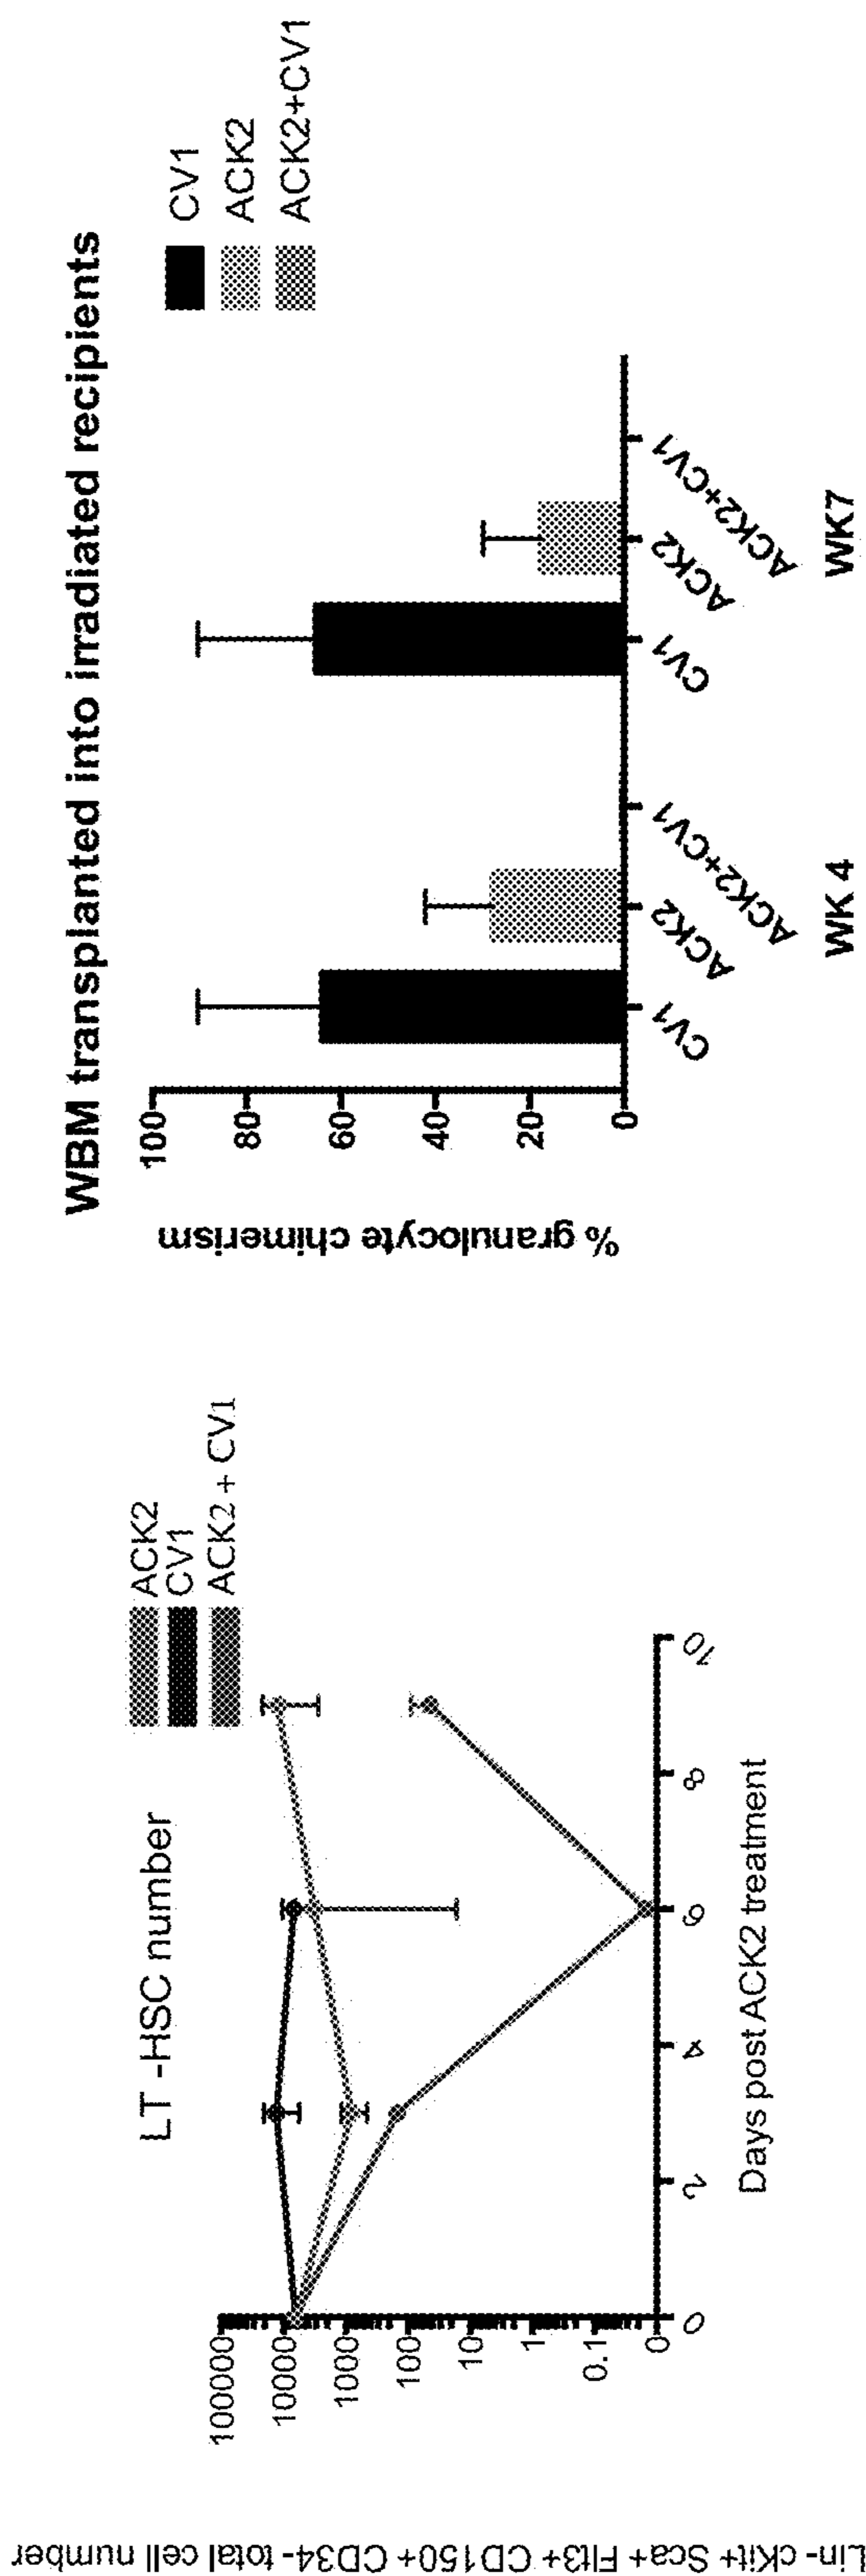 LT -HSC number
ACK2
CV1
ACK2 + CV1
Lin- cKit+ Sca+ Flt3+ CD150+ CD34- total cell number
100000
10000
1000
100
10
1
0.1
0
0
2
4
6
8
10
Days post ACK2 treatment
WBM transplanted into irradiated recipients
CV1
ACK2
ACK2+CV1
% granulocyte chimerism
100
80
60
40
20
0
CV1
ACK2
ACK2+CV1
CV1
ACK2
ACK2+CV1
WK 4
WK7